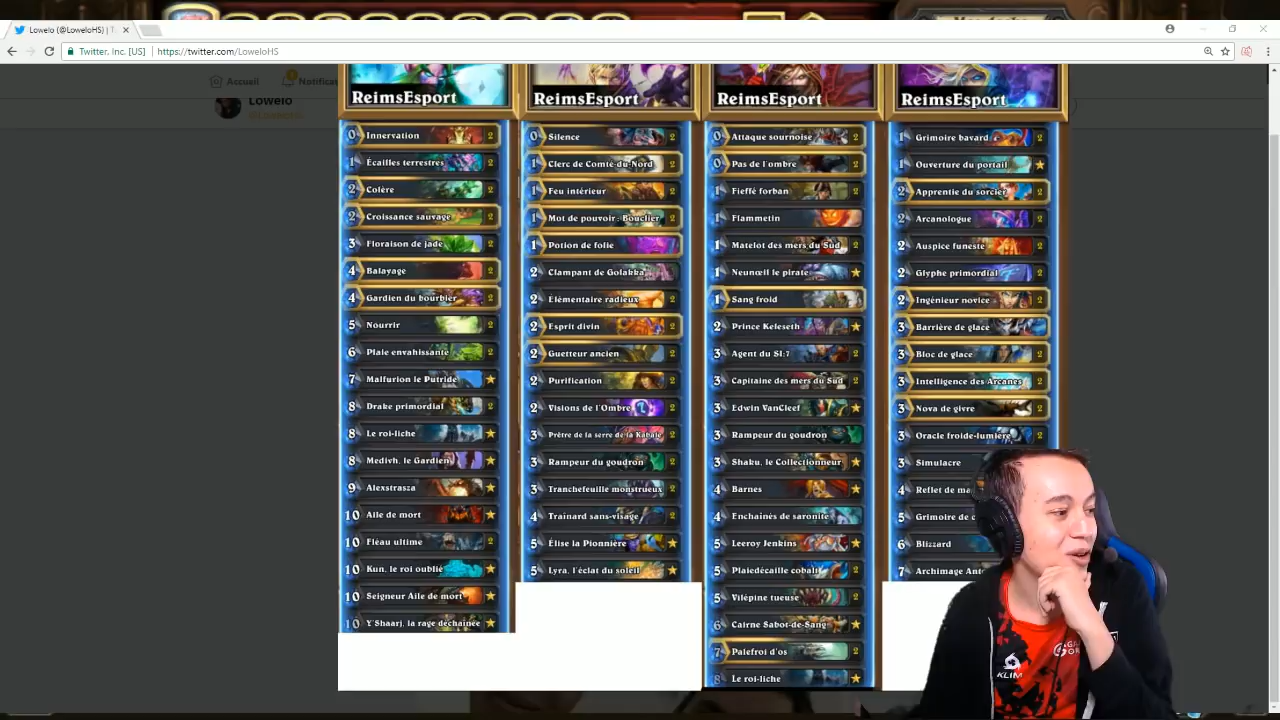 Lowelo (@LoweloHS) | T
Twitter, Inc. [US] https://twitter.com/LoweloHS
Accueil
Notificat
Lowelo
@LoweloHS
ReimsEsport
0 Innervation 2
1 Écailles terrestres 2
2 Colère 2
2 Croissance sauvage 2
3 Floraison de jade 2
4 Balayage 2
4 Gardien du bourbier 2
5 Nourrir 2
6 Plaie envahissante 2
7 Malfurion le Putride
8 Drake primordial 2
8 Le roi-liche
8 Medivh, le Gardien
9 Alexstrasza
10 Aile de mort
10 Fléau ultime 2
10 Kun, le roi oublié
10 Seigneur Aile de mort
10 Y'Shaarj, la rage déchaînée
ReimsEsport
0 Silence 2
1 Clerc de Comté-du-Nord 2
1 Feu intérieur 2
1 Mot de pouvoir : Bouclier 2
1 Potion de folie 2
2 Clampant de Golakka 2
2 Élémentaire radieux 2
2 Esprit divin 2
2 Guetteur ancien 2
2 Purification 2
2 Visions de l'Ombre 2
3 Prêtre de la serre de la Kabale 2
3 Rampeur du goudron 2
3 Tranchefeuille monstrueux 2
4 Traînard sans-visage 2
5 Élise la Pionnière
5 Lyra, l'éclat du soleil
ReimsEsport
0 Attaque sournoise 2
0 Pas de l'ombre 2
1 Fieffé forban 2
1 Flammetin 2
1 Matelot des mers du Sud 2
1 Neunœil le pirate
1 Sang froid 2
2 Prince Keleseth
3 Agent du SI:7 2
3 Capitaine des mers du Sud 2
3 Edwin VanCleef
3 Rampeur du goudron 2
3 Shaku, le Collectionneur
4 Barnes
4 Enchaînés de saronite 2
5 Leeroy Jenkins
5 Plaiedécaille cobalt 2
5 Vilépine tueuse 2
6 Cairne Sabot-de-Sang
7 Palefroi d'os 2
8 Le roi-liche
ReimsEsport
1 Grimoire bavard 2
1 Ouverture du portail
2 Apprentie du sorcier 2
2 Arcanologue 2
2 Auspice funeste 2
2 Glyphe primordial 2
2 Ingénieur novice 2
3 Barrière de glace 2
3 Bloc de glace 2
3 Intelligence des Arcanes 2
3 Nova de givre 2
3 Oracle froide-lumière 2
3 Simulacre
4 Reflet de ma
5 Grimoire de c
6 Blizzard
7 Archimage Ant
KLIM